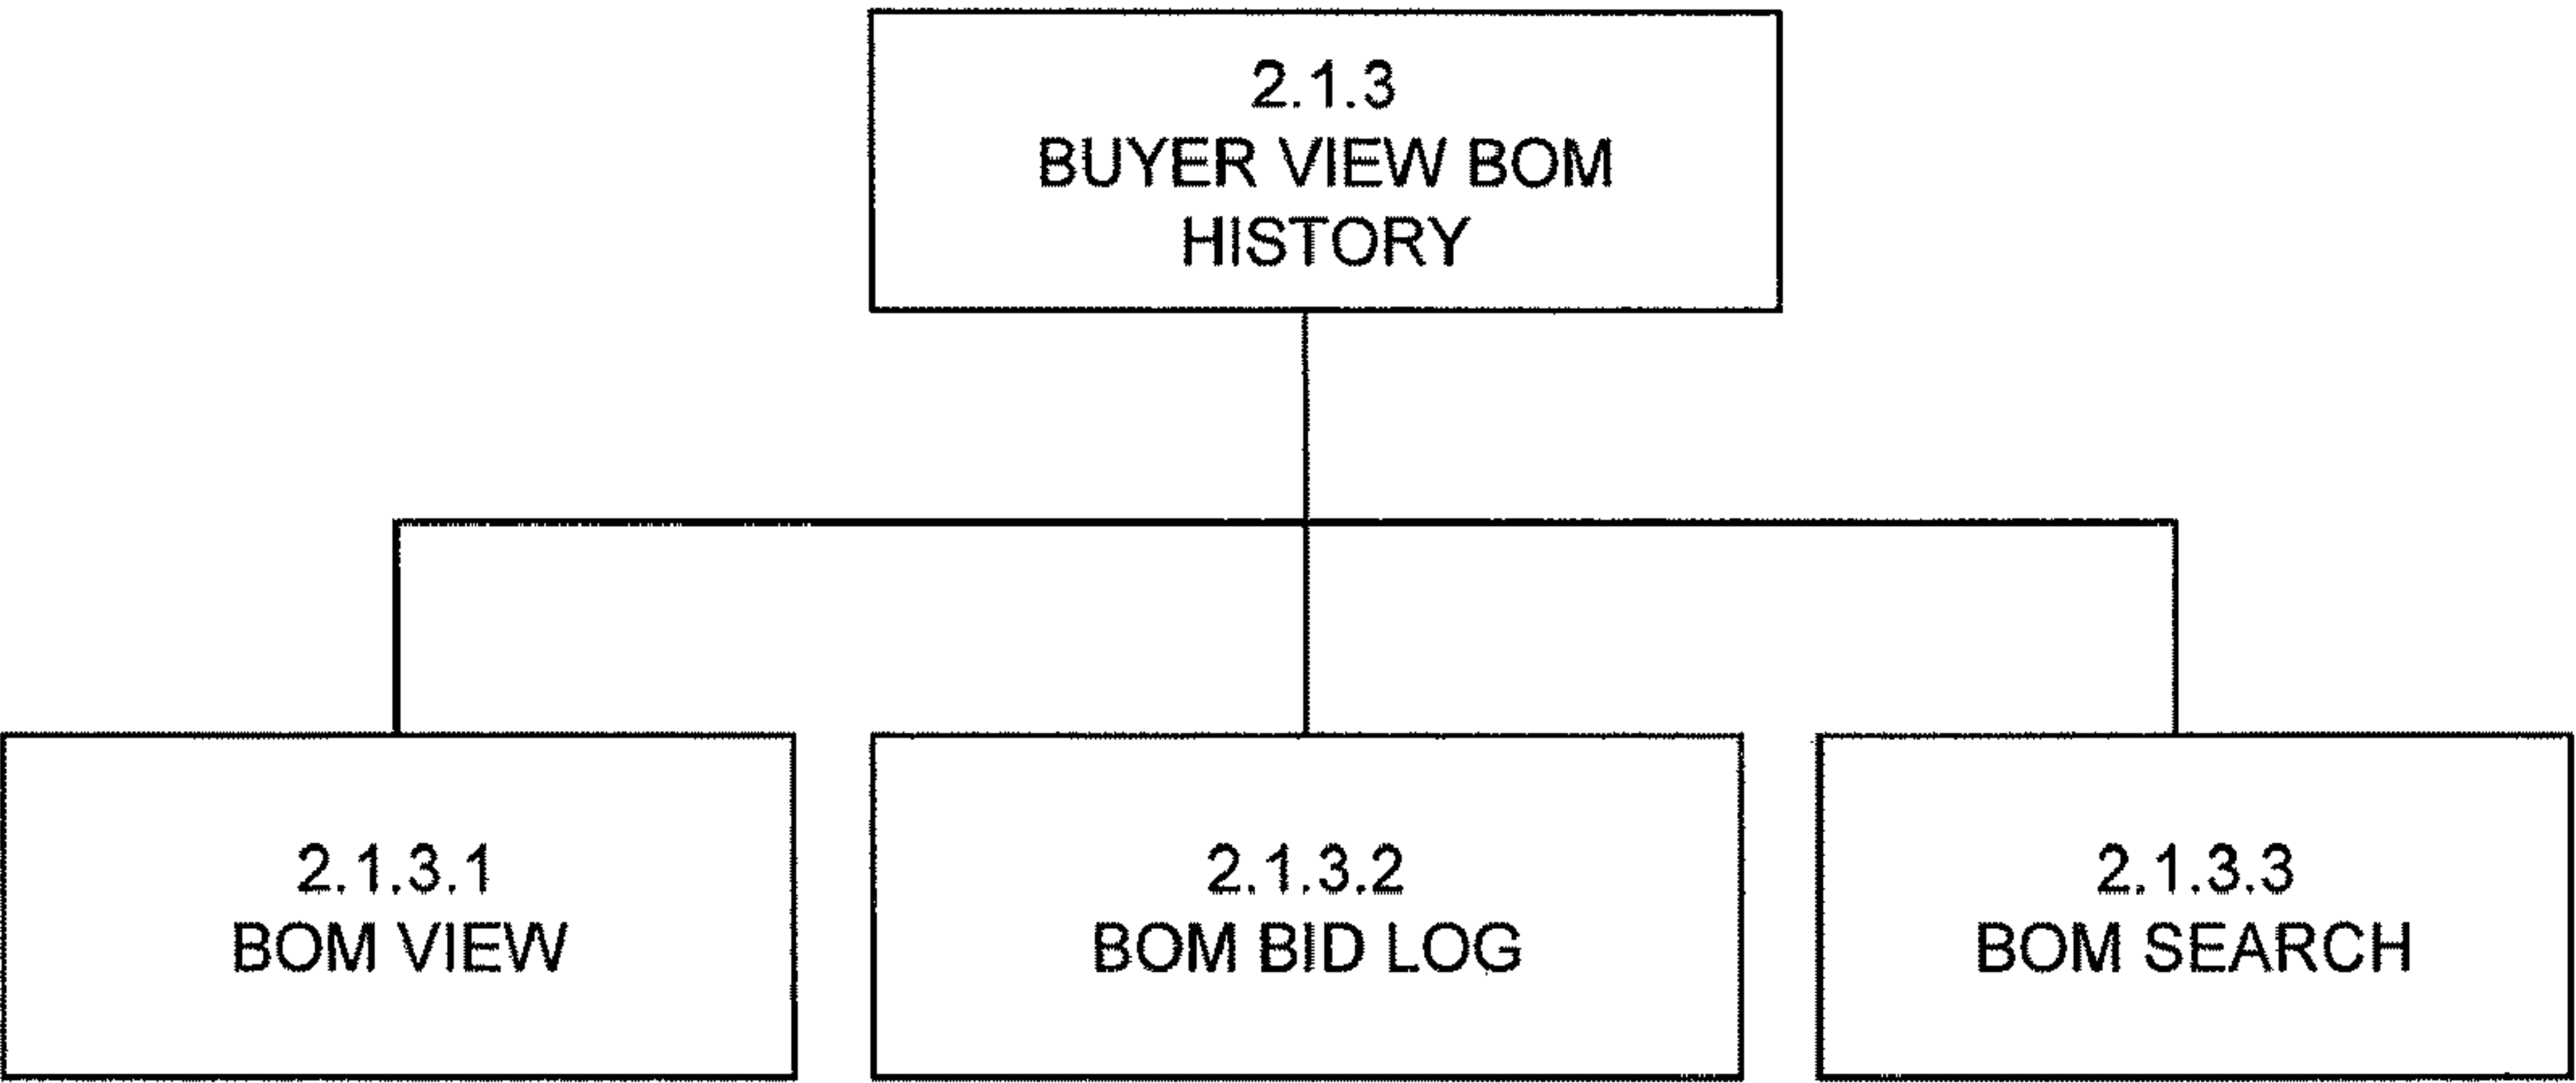 2.1.3
BUYER VIEW BOM
HISTORY
2.1.3.1
BOM VIEW
2.1.3.2
BOM BID LOG
2.1.3.3
BOM SEARCH